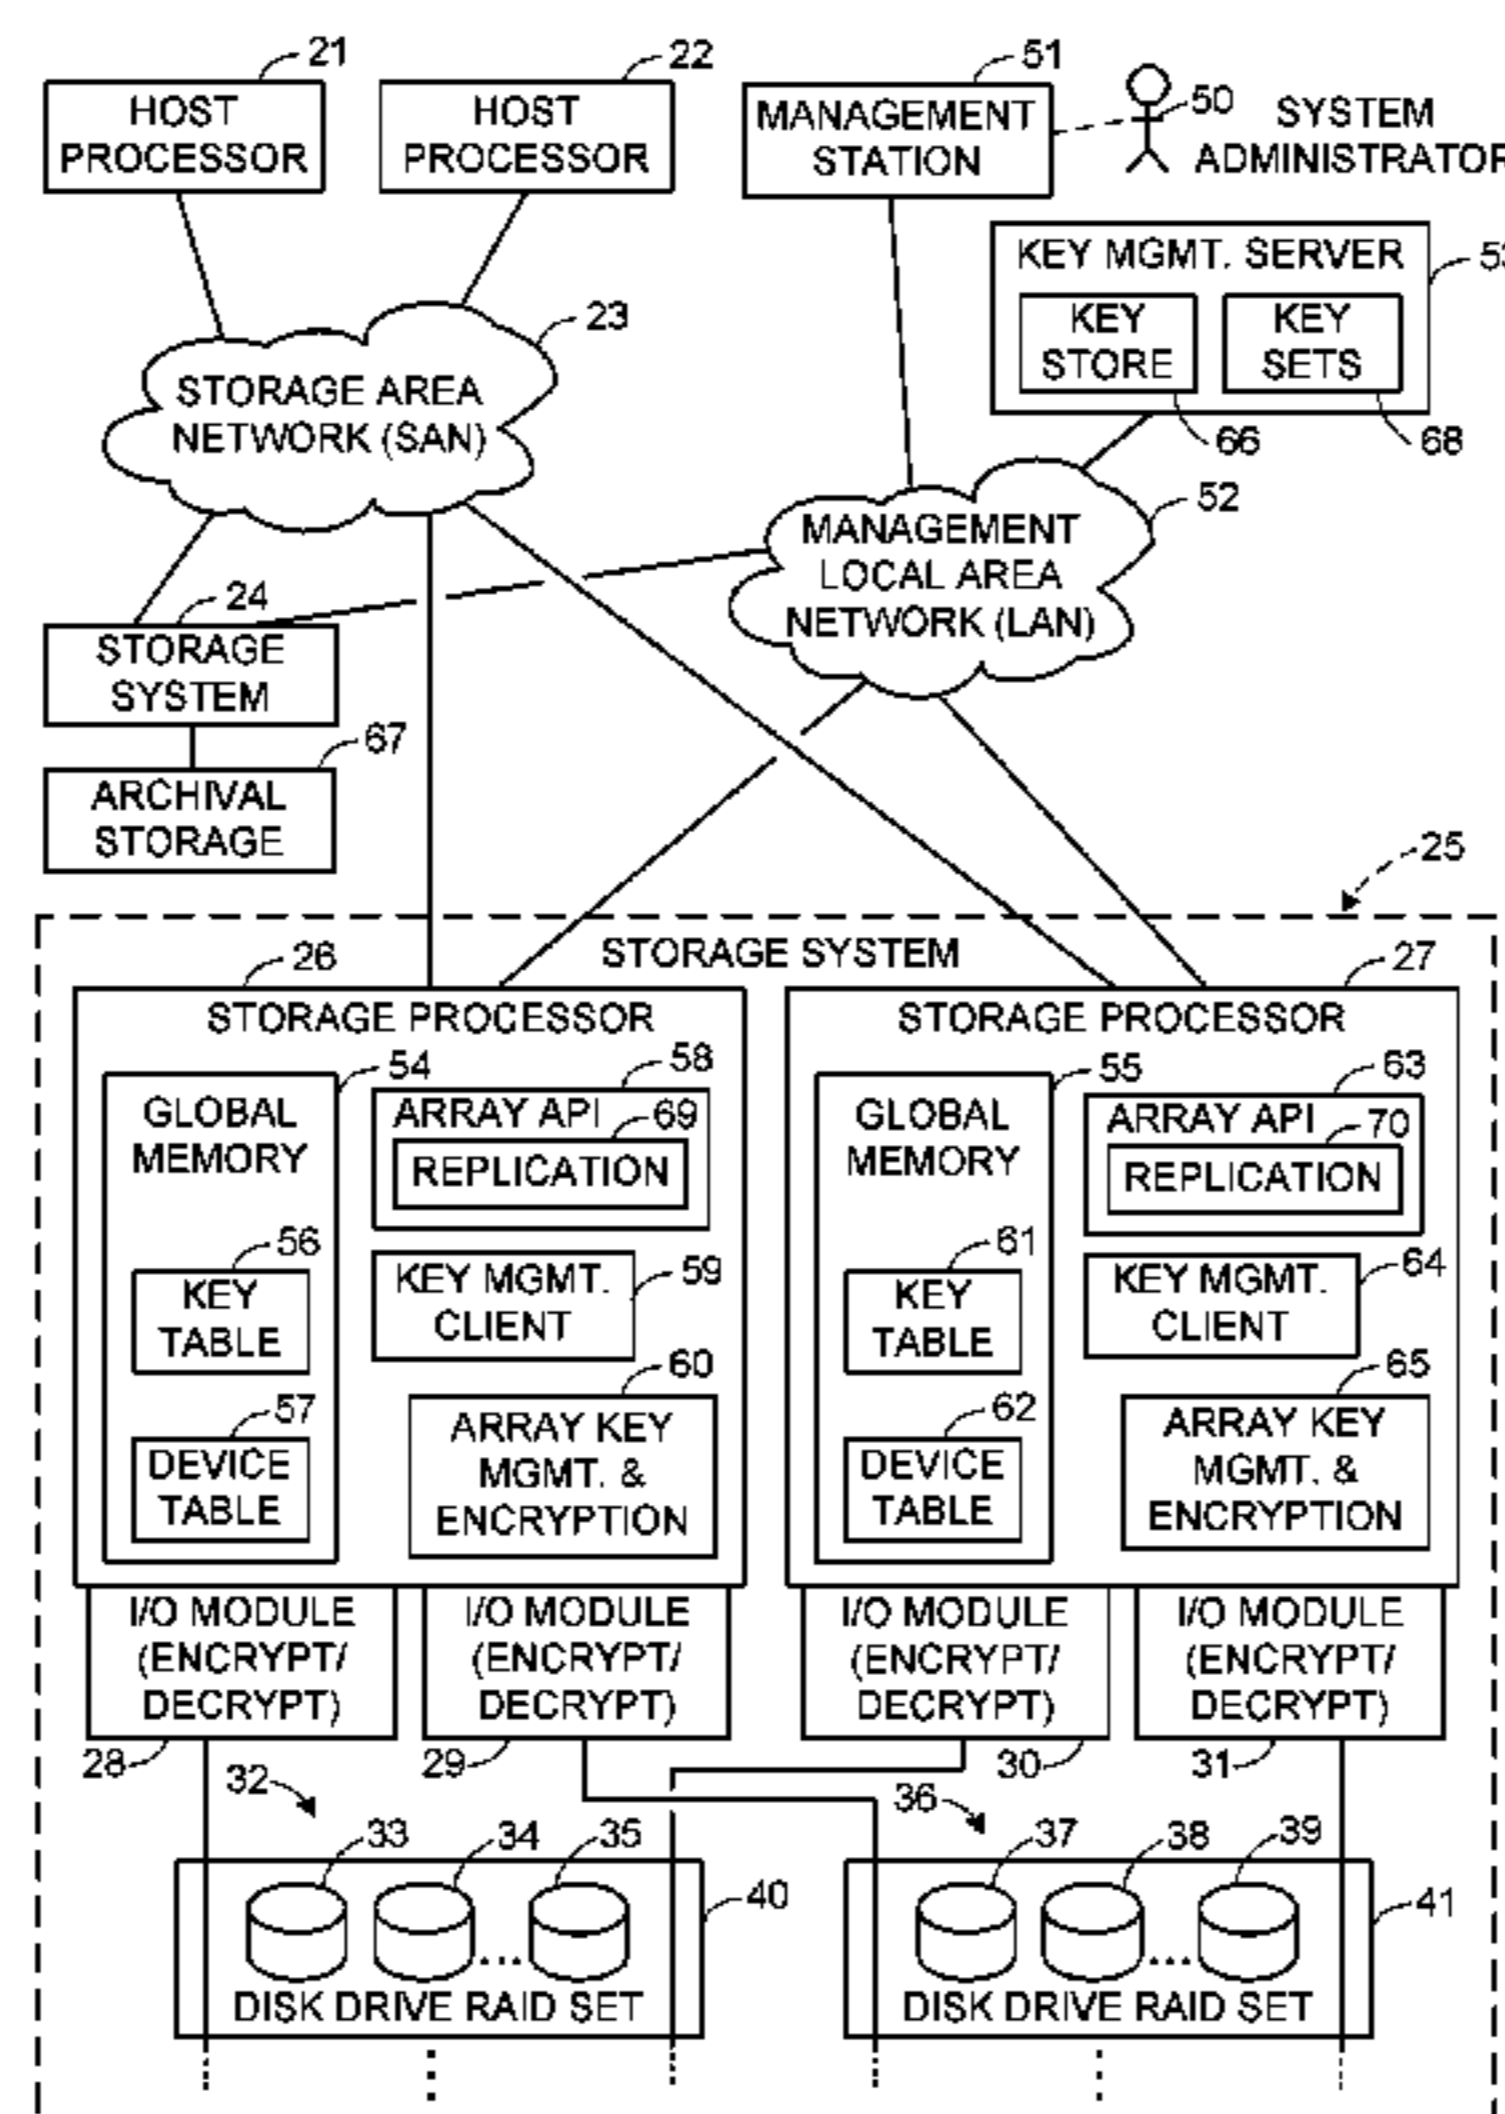 21
22
51
HOST
PROCESSOR
HOST
PROCESSOR
MANAGEMENT
STATION
50
SYSTEM
ADMINISTRATOR
KEY MGMT. SERVER
KEY
STORE
KEY
SETS
66
68
23
STORAGE AREA
NETWORK (SAN)
52
MANAGEMENT
LOCAL AREA
NETWORK (LAN)
24
STORAGE
SYSTEM
67
ARCHIVAL
STORAGE
25
STORAGE SYSTEM
26
STORAGE PROCESSOR
54
GLOBAL
MEMORY
58
ARRAY API
69
REPLICATION
56
KEY
TABLE
59
KEY MGMT.
CLIENT
57
DEVICE
TABLE
60
ARRAY KEY
MGMT. &
ENCRYPTION
27
STORAGE PROCESSOR
55
GLOBAL
MEMORY
63
ARRAY API
70
REPLICATION
61
KEY
TABLE
64
KEY MGMT.
CLIENT
62
DEVICE
TABLE
65
ARRAY KEY
MGMT. &
ENCRYPTION
I/O MODULE
(ENCRYPT/
DECRYPT)
I/O MODULE
(ENCRYPT/
DECRYPT)
I/O MODULE
(ENCRYPT/
DECRYPT)
I/O MODULE
(ENCRYPT/
DECRYPT)
28
29
30
31
32
36
33
34
35
37
38
39
40
41
....
....
DISK DRIVE RAID SET
DISK DRIVE RAID SET